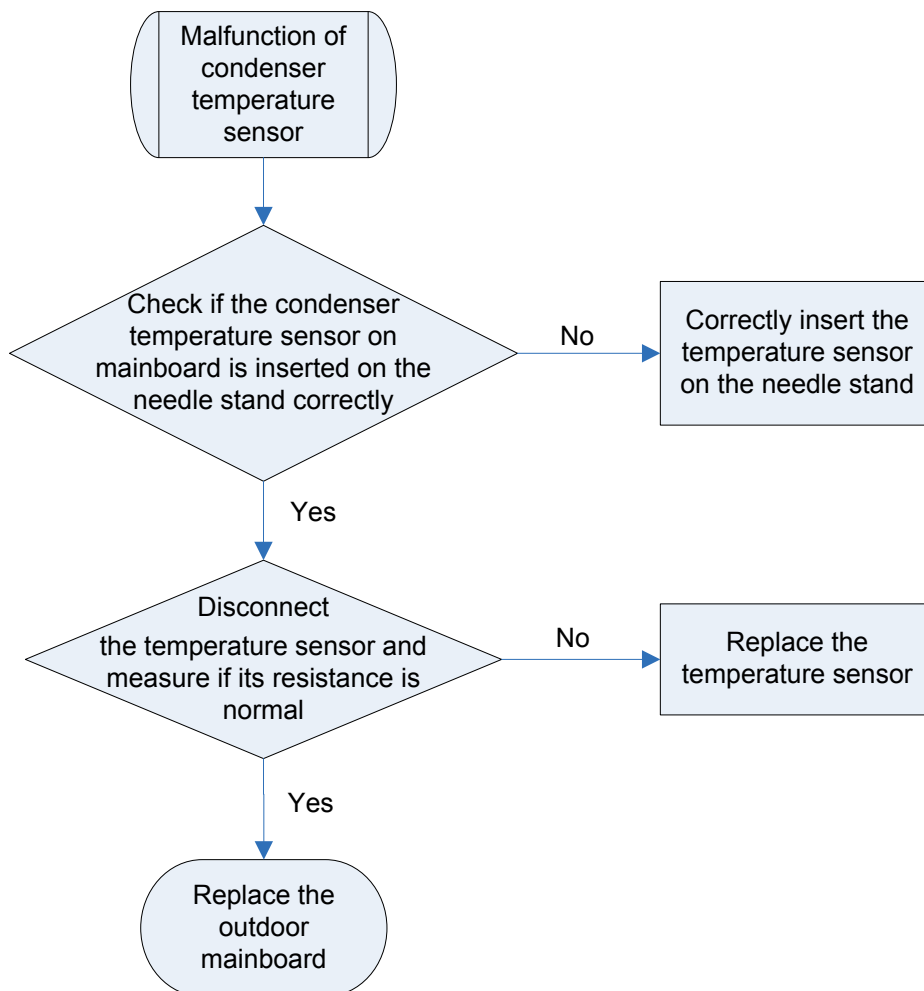 Malfunction of
condenser
temperature
sensor
Check if the condenser
temperature sensor on
mainboard is inserted on the
needle stand correctly
No
Correctly insert the
temperature sensor
on the needle stand
Yes
Disconnect
the temperature sensor and
measure if its resistance is
normal
No
Replace the
temperature sensor
Yes
Replace the
outdoor
mainboard